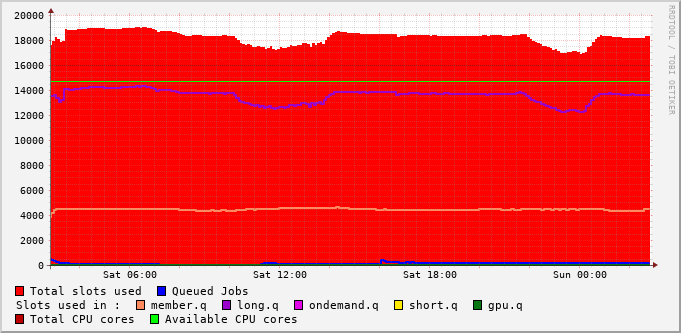 RRDTOOL / TOBI OETIKER
20000
18000
16000
14000
12000
10000
8000
6000
4000
2000
0
Sat 06:00 Sat 12:00 Sat 18:00 Sun 00:00
Total slots used Queued Jobs
Slots used in : member.q long.q ondemand.q short.q gpu.q
Total CPU cores Available CPU cores